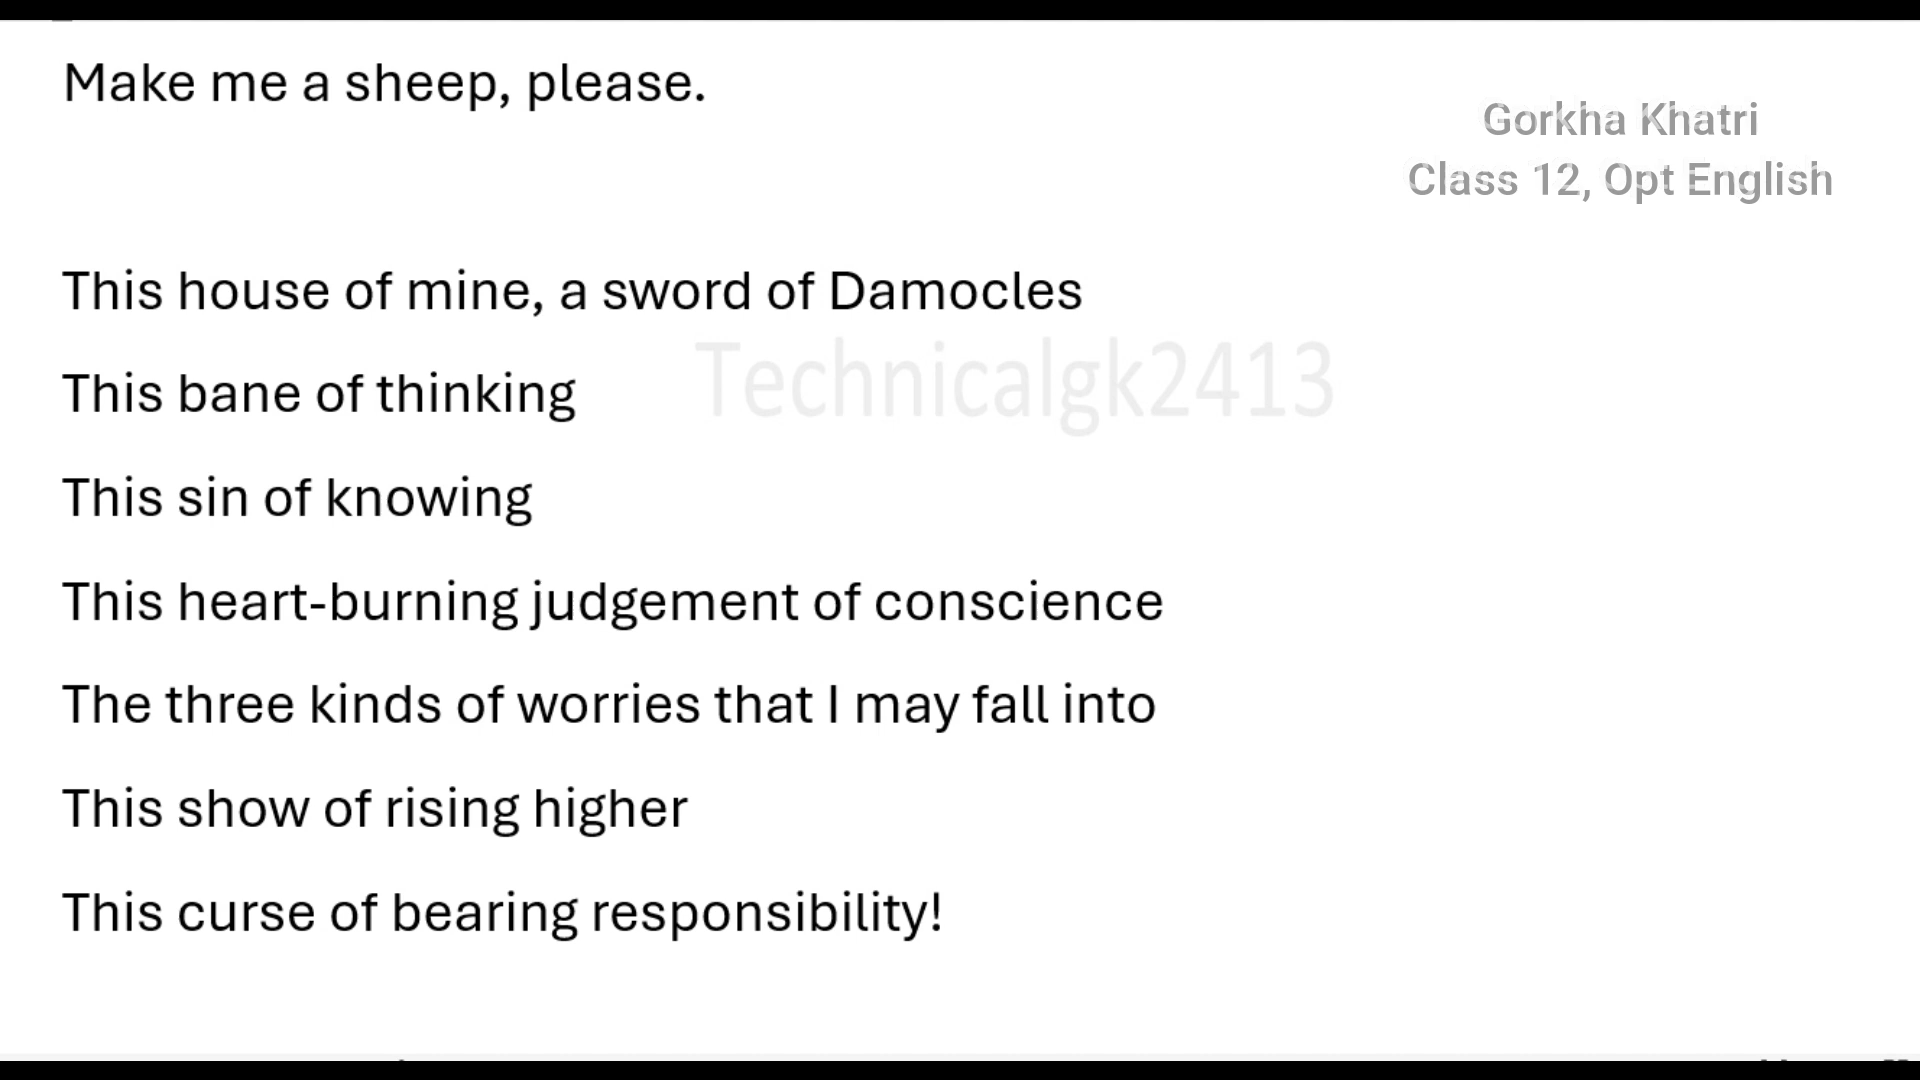 Make me a sheep, please.
Gorkha Khatri
Class 12, Opt English
This house of mine, a sword of Damocles
Technicalgk2413
This bane of thinking
This sin of knowing
This heart-burning judgement of conscience
The three kinds of worries that I may fall into
This show of rising higher
This curse of bearing responsibility!